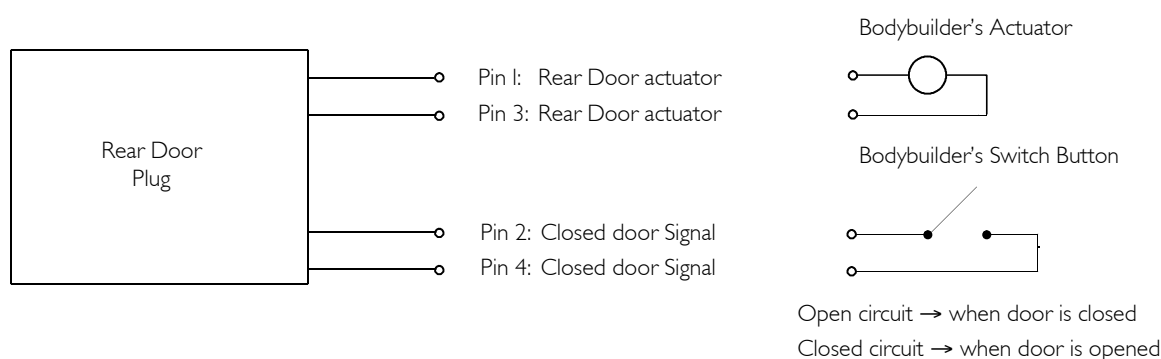 Bodybuilder's Actuator
Pin 1: Rear Door actuator
Pin 3: Rear Door actuator
Rear Door
Plug
Bodybuilder's Switch Button
Pin 2: Closed door Signal
Pin 4: Closed door Signal
Open circuit → when door is closed
Closed circuit → when door is opened